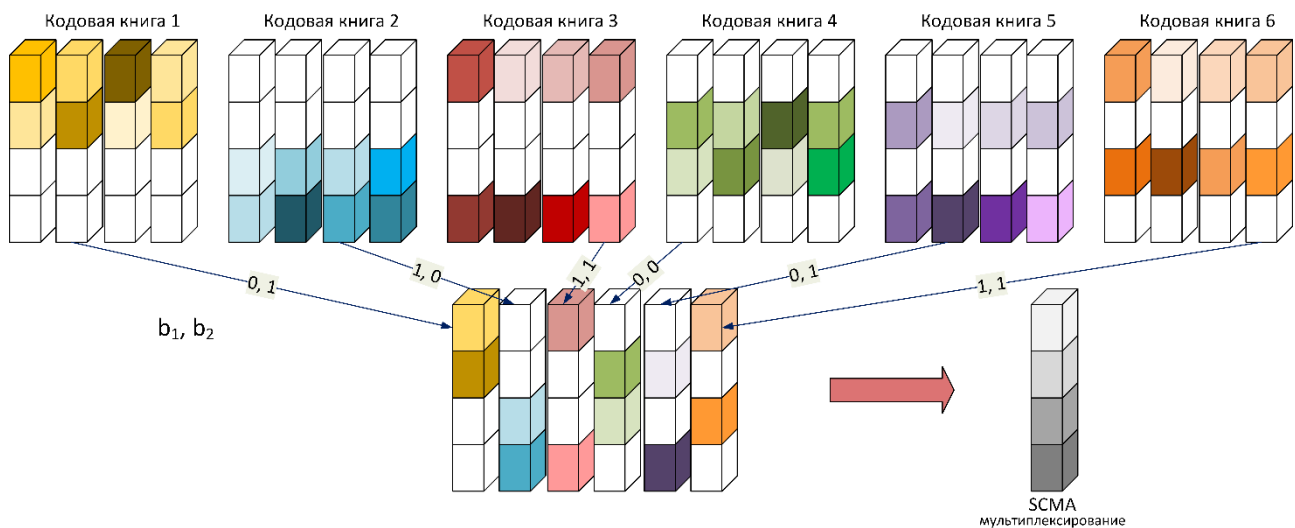 Кодовая книга 1
Кодовая книга 2
Кодовая книга 3
Кодовая книга 4
Кодовая книга 5
Кодовая книга 6
0, 1
1, 0
1, 1
0, 0
0, 1
1, 1
b₁, b₂
SCMA
мультиплексирование